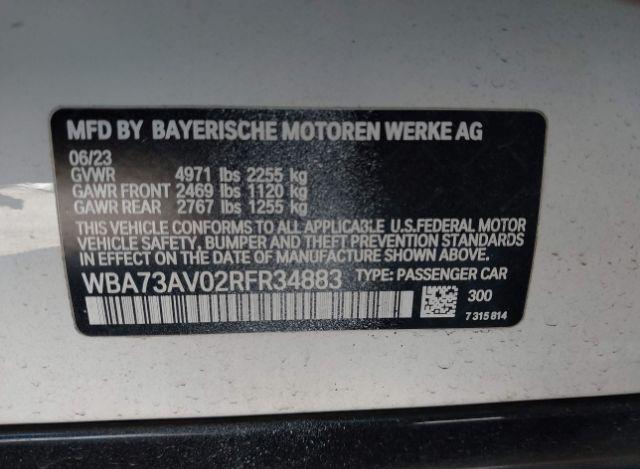 MFD BY BAYERISCHE MOTOREN WERKE AG
06/23
GVWR 4971 lbs 2255 kg
GAWR FRONT 2469 lbs 1120 kg
GAWR REAR 2767 lbs 1255 kg
THIS VEHICLE CONFORMS TO ALL APPLICABLE U.S.FEDERAL MOTOR
VEHICLE SAFETY, BUMPER AND THEFT PREVENTION STANDARDS
IN EFFECT ON THE DATE OF MANUFACTURE SHOWN ABOVE.
WBA73AV02RFR34883 TYPE: PASSENGER CAR
300
7 315 814